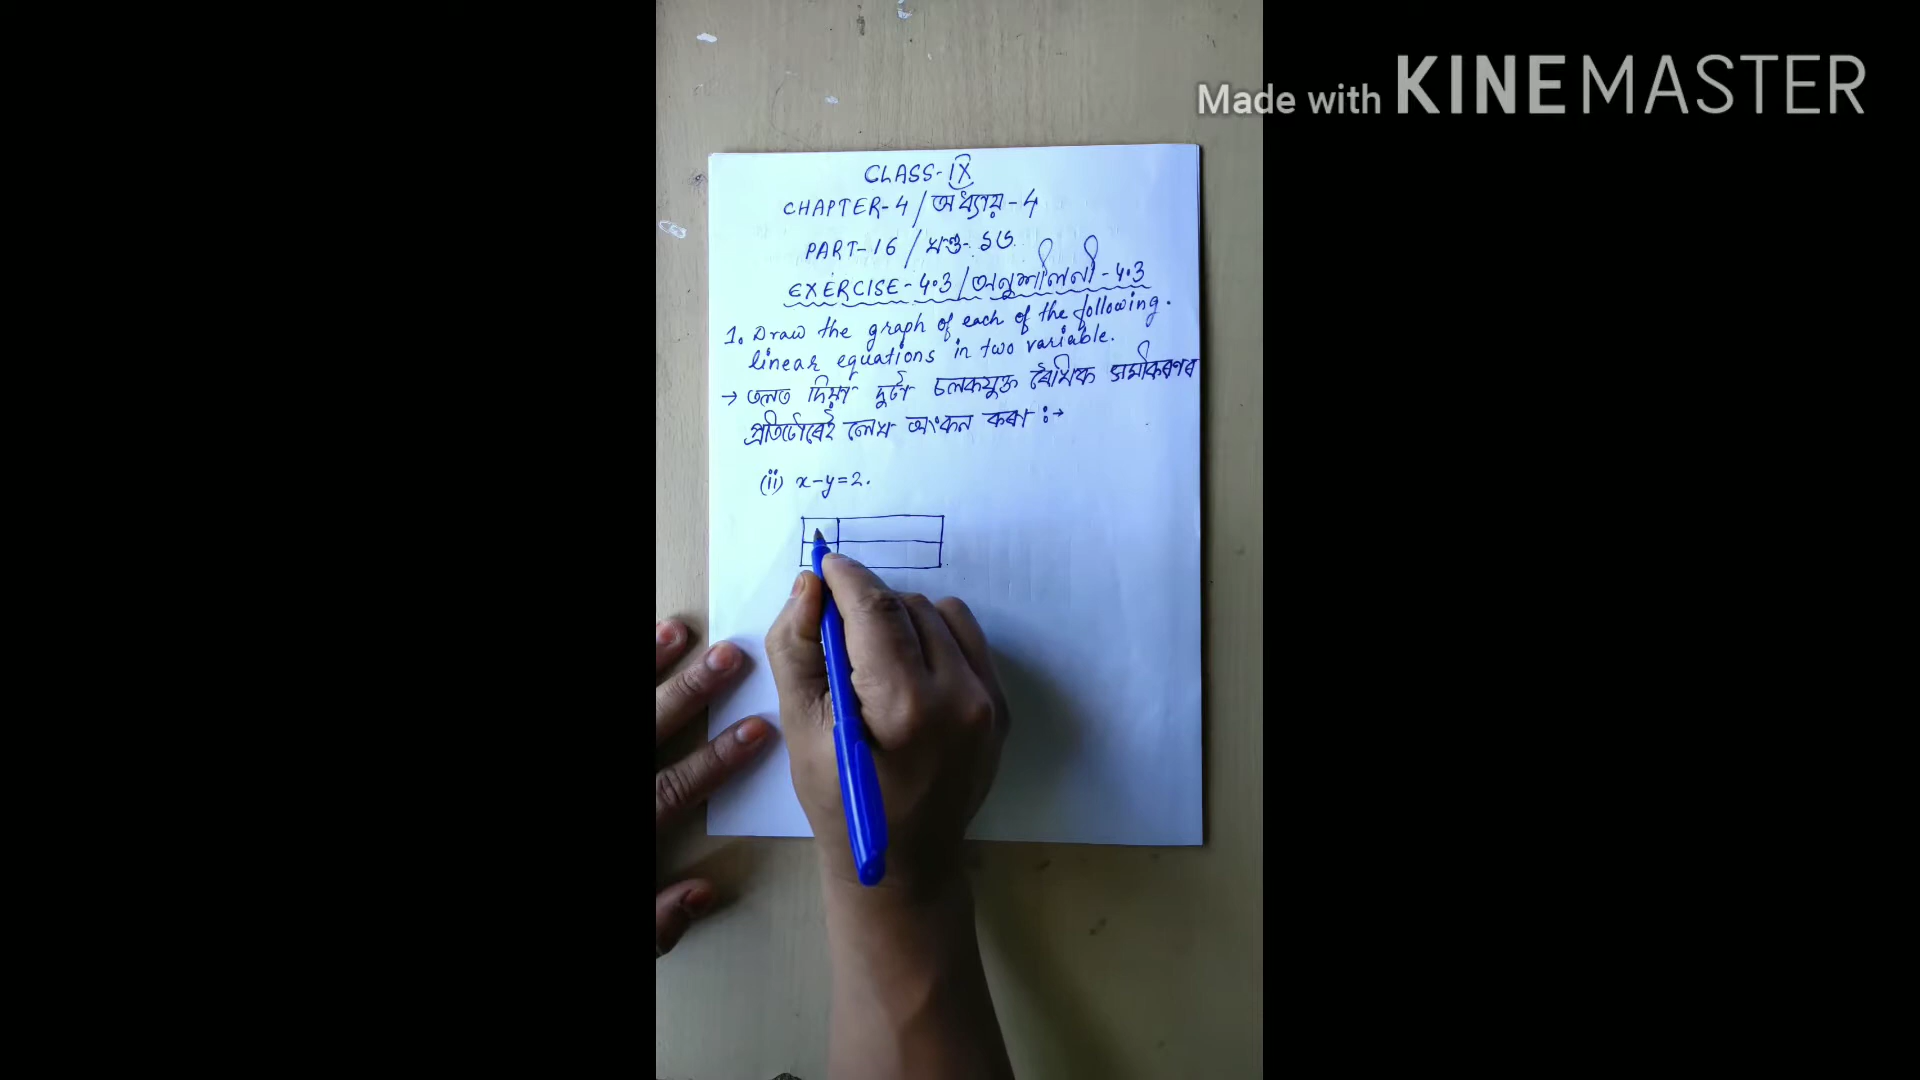 Made with KINEMASTER
CLASS-IX
CHAPTER-4 / অধ্যায়-4
PART-16 / খণ্ড-১৬
EXERCISE-4.3 / অনুশীলনী-4.3
1. Draw the graph of each of the following.
linear equations in two variable.
→ তলত দিয়া দুটা চলকযুক্ত ৰৈখিক সমীকৰণৰ
প্ৰতিটোৰেই লেখ অংকন কৰা :→
(ii) x-y=2.